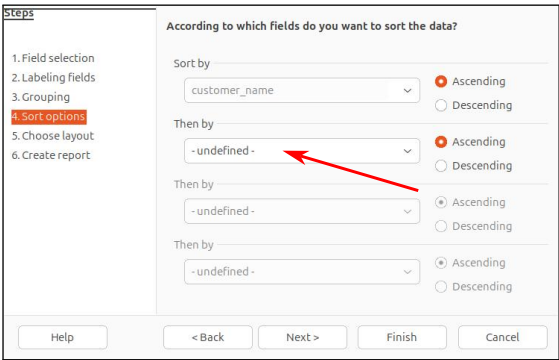 Steps
1. Field selection
2. Labeling fields
3. Grouping
4. Sort options
5. Choose layout
6. Create report
According to which fields do you want to sort the data?
Sort by
customer_name
Ascending
Descending
Then by
- undefined -
Ascending
Descending
Then by
- undefined -
Ascending
Descending
Then by
- undefined -
Ascending
Descending
Help
< Back
Next >
Finish
Cancel